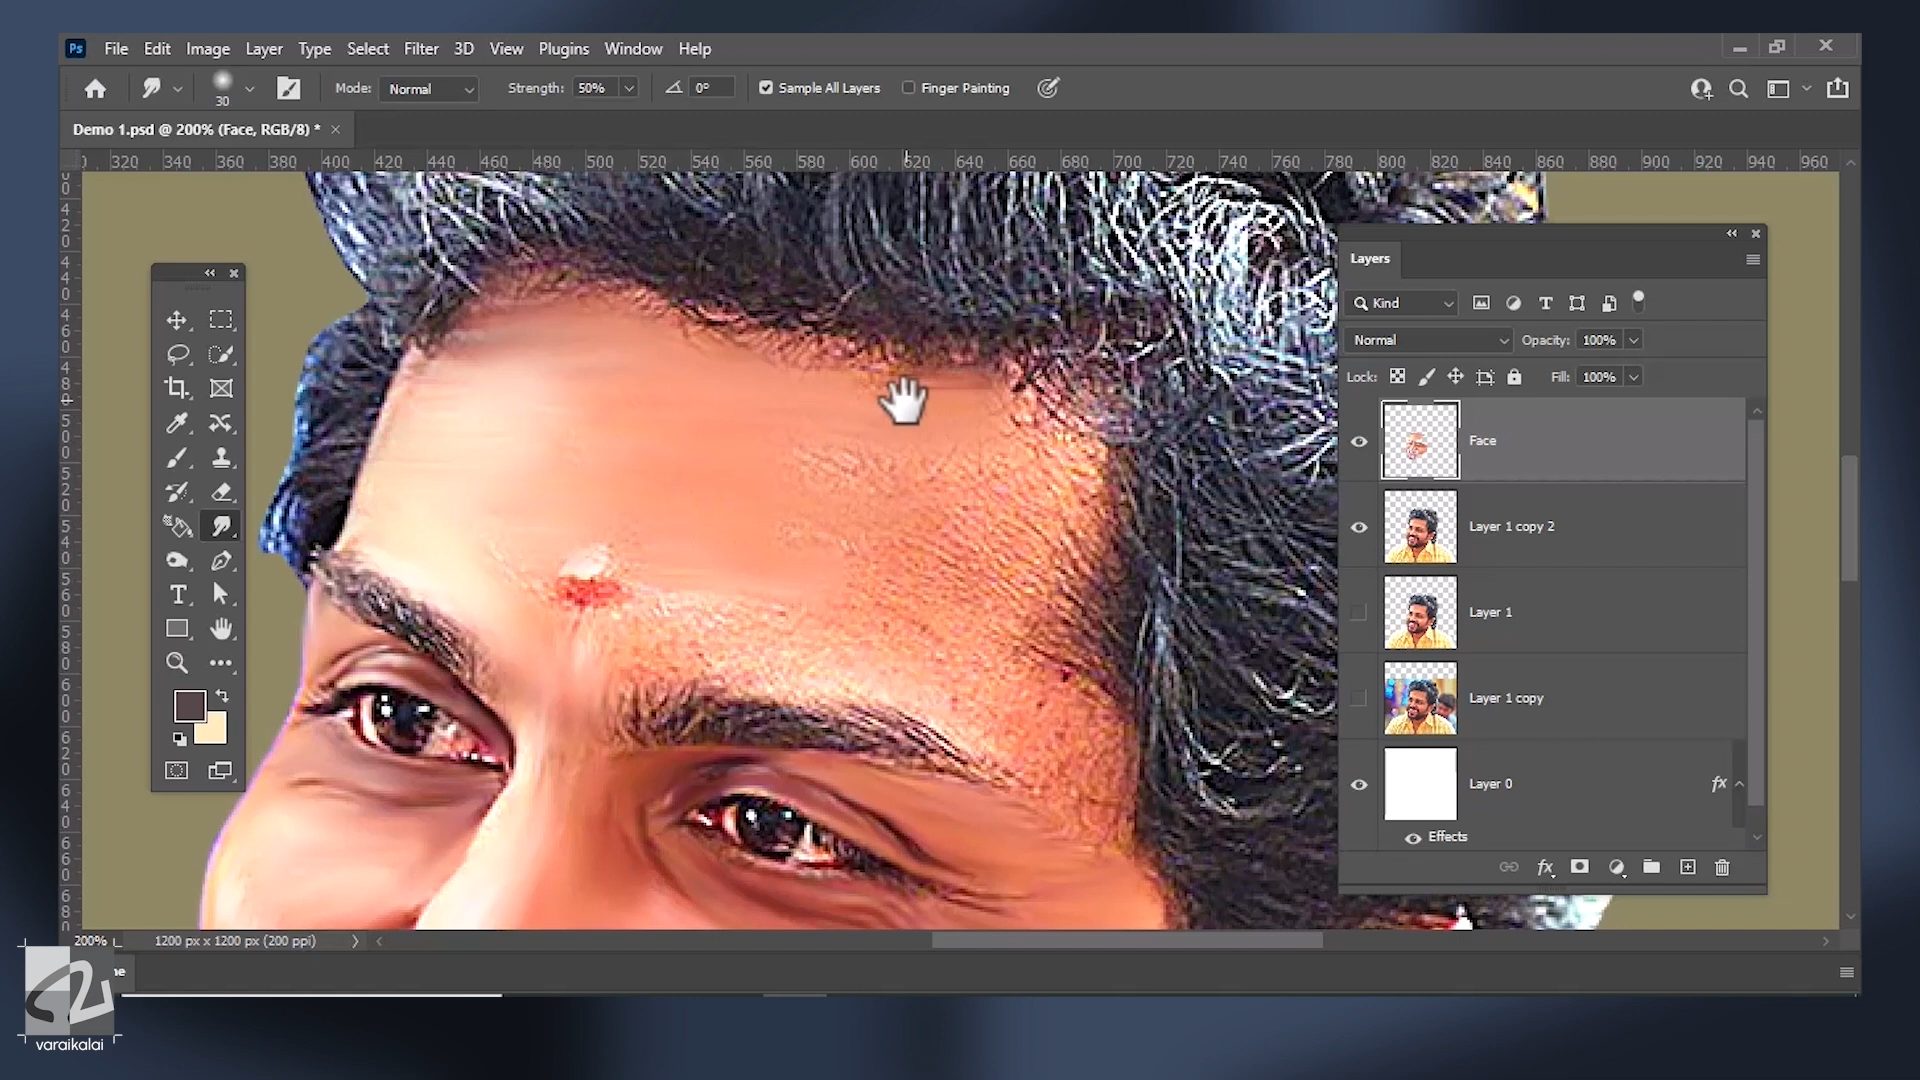 Ps File Edit Image Layer Type Select Filter 3D View Plugins Window Help
30 Mode: Normal Strength: 50% 0° Sample All Layers Finger Painting
Demo 1.psd @ 200% (Face, RGB/8) *
320 340 360 380 400 420 440 460 480 500 520 540 560 580 600 620 640 660 680 700 720 740 760 780 800 820 840 860 880 900 920 940 960
Layers
Kind
Normal Opacity: 100%
Lock: Fill: 100%
Face
Layer 1 copy 2
Layer 1
Layer 1 copy
Layer 0 fx
Effects
fx
200% 1200 px x 1200 px (200 ppi)
ne
varaikalai